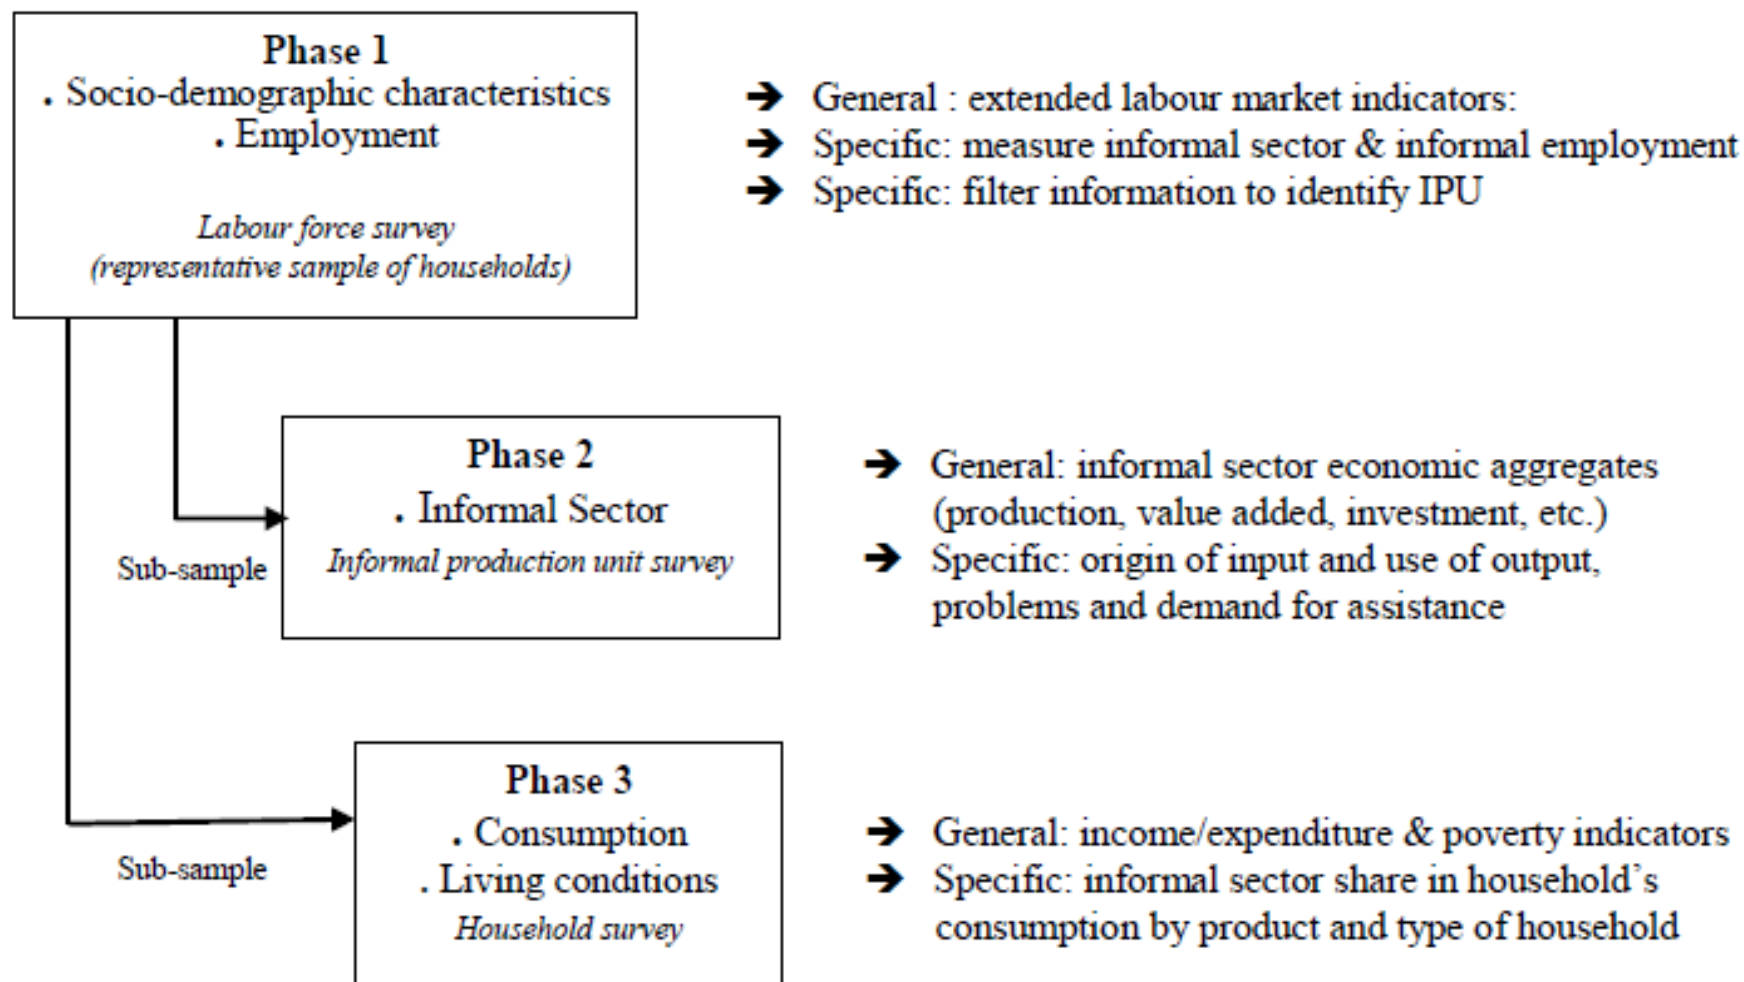 Phase 1
. Socio-demographic characteristics
. Employment
Labour force survey
(representative sample of households)
➔ General : extended labour market indicators:
➔ Specific: measure informal sector & informal employment
➔ Specific: filter information to identify IPU
Phase 2
. Informal Sector
Informal production unit survey
Sub-sample
➔ General: informal sector economic aggregates
(production, value added, investment, etc.)
➔ Specific: origin of input and use of output,
problems and demand for assistance
Phase 3
. Consumption
. Living conditions
Household survey
Sub-sample
➔ General: income/expenditure & poverty indicators
➔ Specific: informal sector share in household’s
consumption by product and type of household